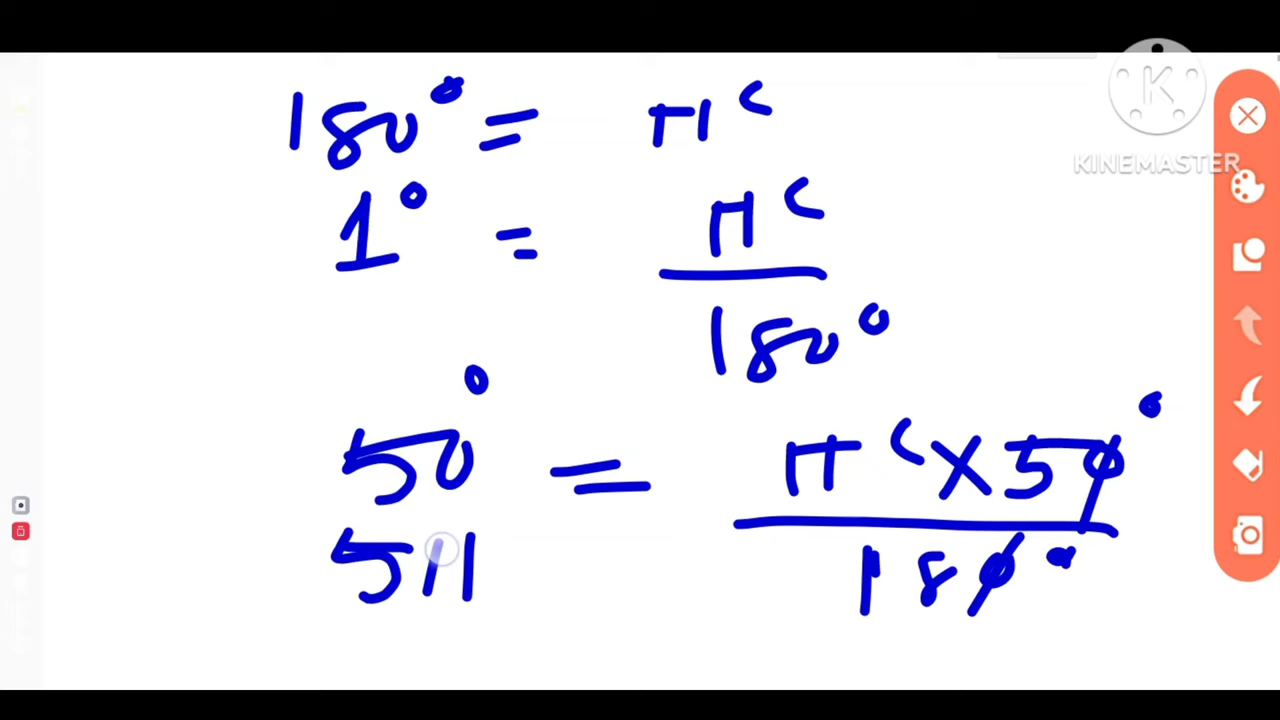 180° = π^c
KINEMASTER
1° = π^c / 180°
50° = π^c × 50° / 180°
5π